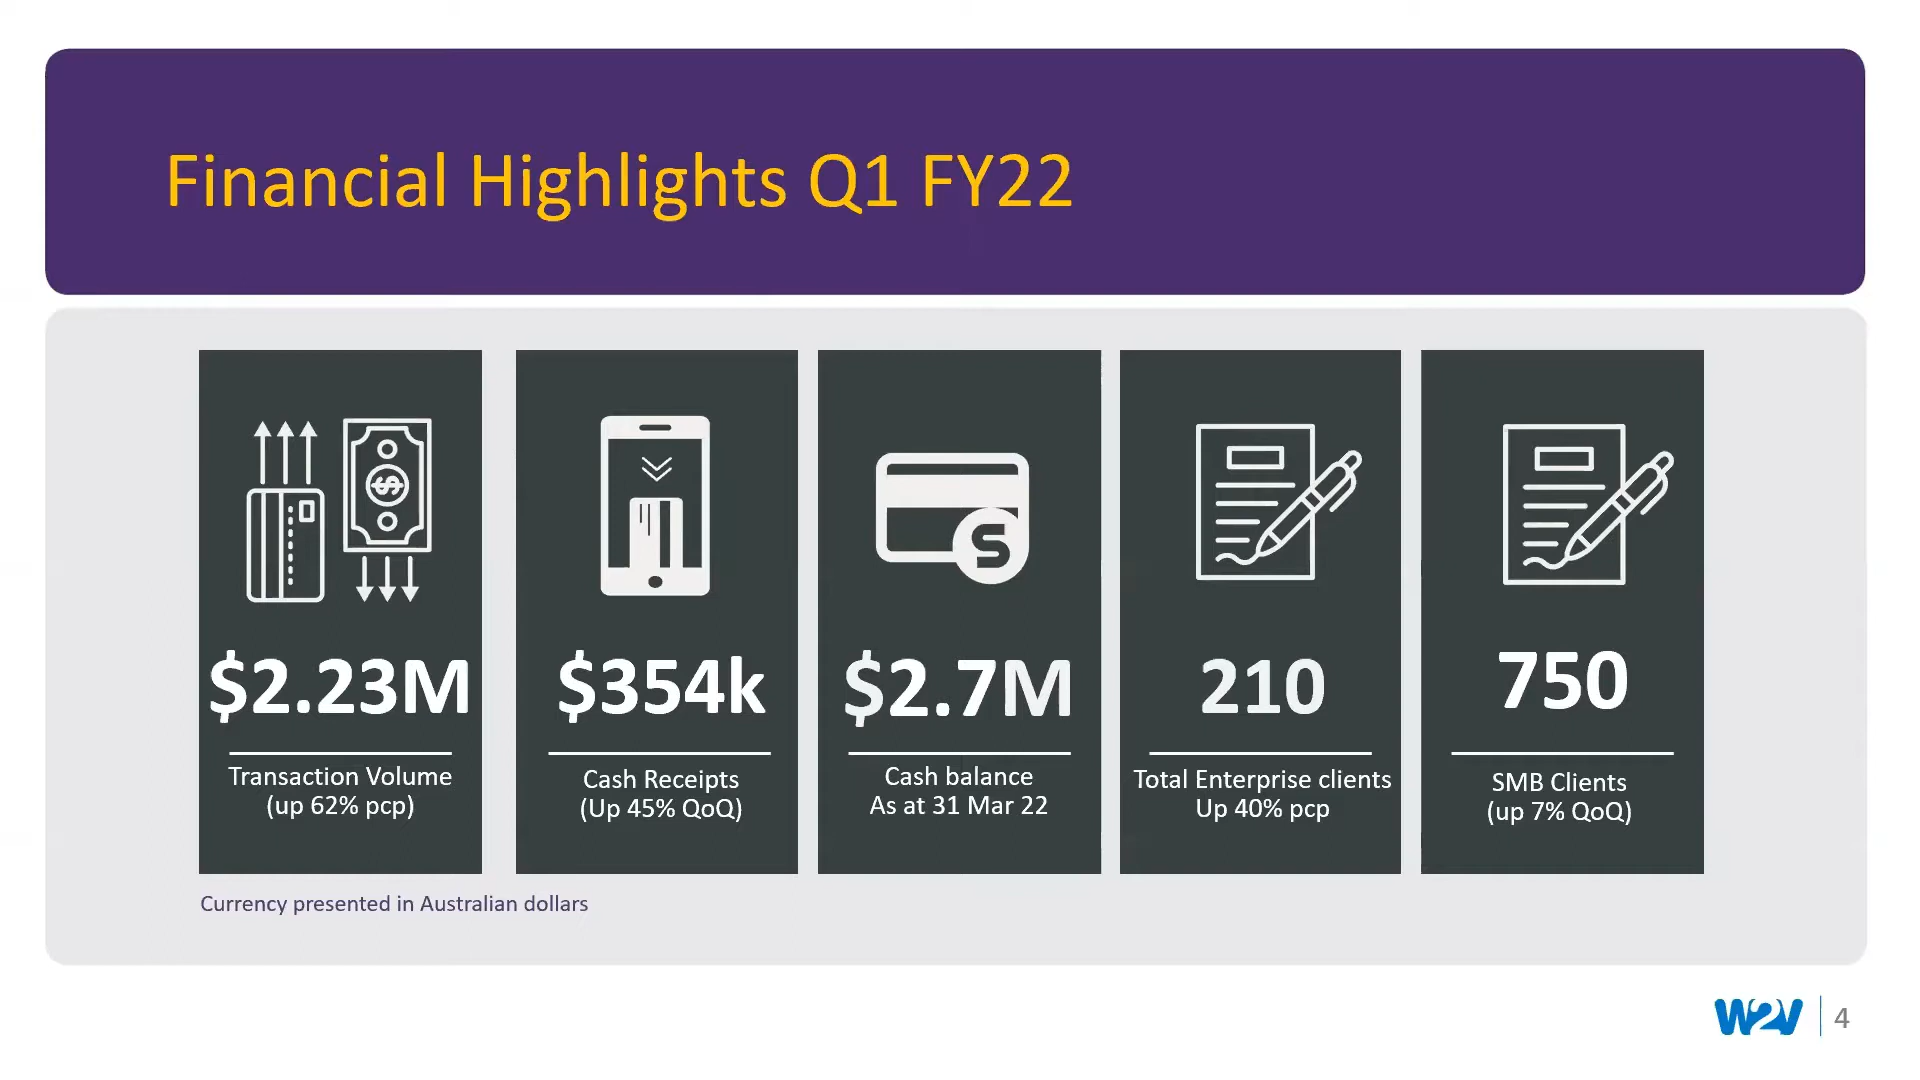 Financial Highlights Q1 FY22
$2.23M
Transaction Volume
(up 62% pcp)
$354k
Cash Receipts
(Up 45% QoQ)
$2.7M
Cash balance
As at 31 Mar 22
210
Total Enterprise clients
Up 40% pcp
750
SMB Clients
(up 7% QoQ)
Currency presented in Australian dollars
W2V
4